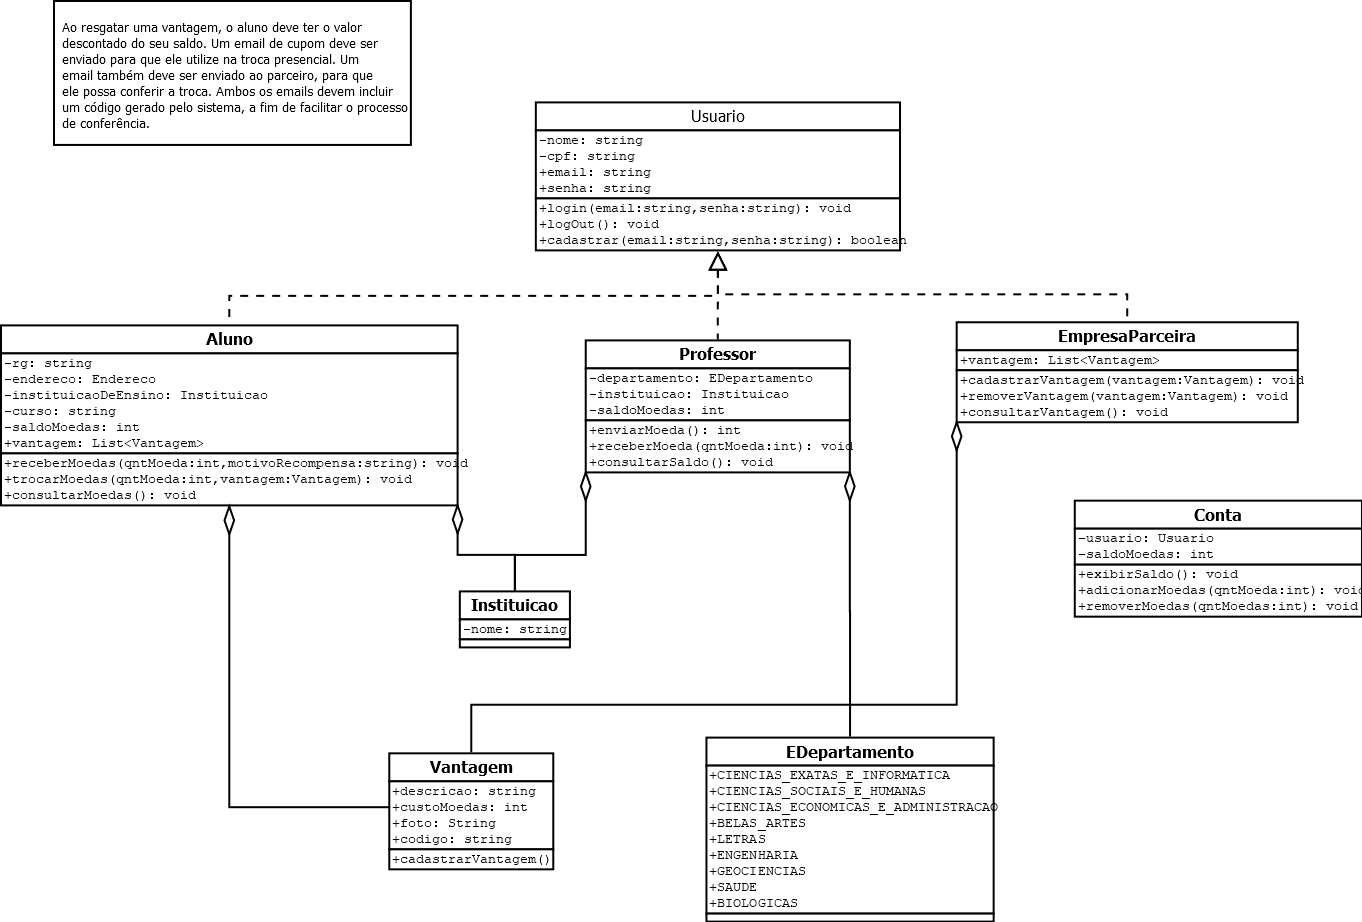 Ao resgatar uma vantagem, o aluno deve ter o valor
descontado do seu saldo. Um email de cupom deve ser
enviado para que ele utilize na troca presencial. Um
email também deve ser enviado ao parceiro, para que
ele possa conferir a troca. Ambos os emails devem incluir
um código gerado pelo sistema, a fim de facilitar o processo
de conferência.
Usuario
-nome: string
-cpf: string
+email: string
+senha: string
+login(email:string,senha:string): void
+logOut(): void
+cadastrar(email:string,senha:string): boolean
Aluno
-rg: string
-endereco: Endereco
-instituicaoDeEnsino: Instituicao
-curso: string
-saldoMoedas: int
+vantagem: List<Vantagem>
+receberMoedas(qntMoeda:int,motivoRecompensa:string): void
+trocarMoedas(qntMoeda:int,vantagem:Vantagem): void
+consultarMoedas(): void
Professor
-departamento: EDepartamento
-instituicao: Instituicao
-saldoMoedas: int
+enviarMoeda(): int
+receberMoeda(qntMoeda:int): void
+consultarSaldo(): void
EmpresaParceira
+vantagem: List<Vantagem>
+cadastrarVantagem(vantagem:Vantagem): void
+removerVantagem(vantagem:Vantagem): void
+consultarVantagem(): void
Conta
-usuario: Usuario
-saldoMoedas: int
+exibirSaldo(): void
+adicionarMoedas(qntMoeda:int): void
+removerMoedas(qntMoedas:int): void
Instituicao
-nome: string
Vantagem
+descricao: string
+custoMoedas: int
+foto: String
+codigo: string
+cadastrarVantagem()
EDepartamento
+CIENCIAS_EXATAS_E_INFORMATICA
+CIENCIAS_SOCIAIS_E_HUMANAS
+CIENCIAS_ECONOMICAS_E_ADMINISTRACAO
+BELAS_ARTES
+LETRAS
+ENGENHARIA
+GEOCIENCIAS
+SAUDE
+BIOLOGICAS